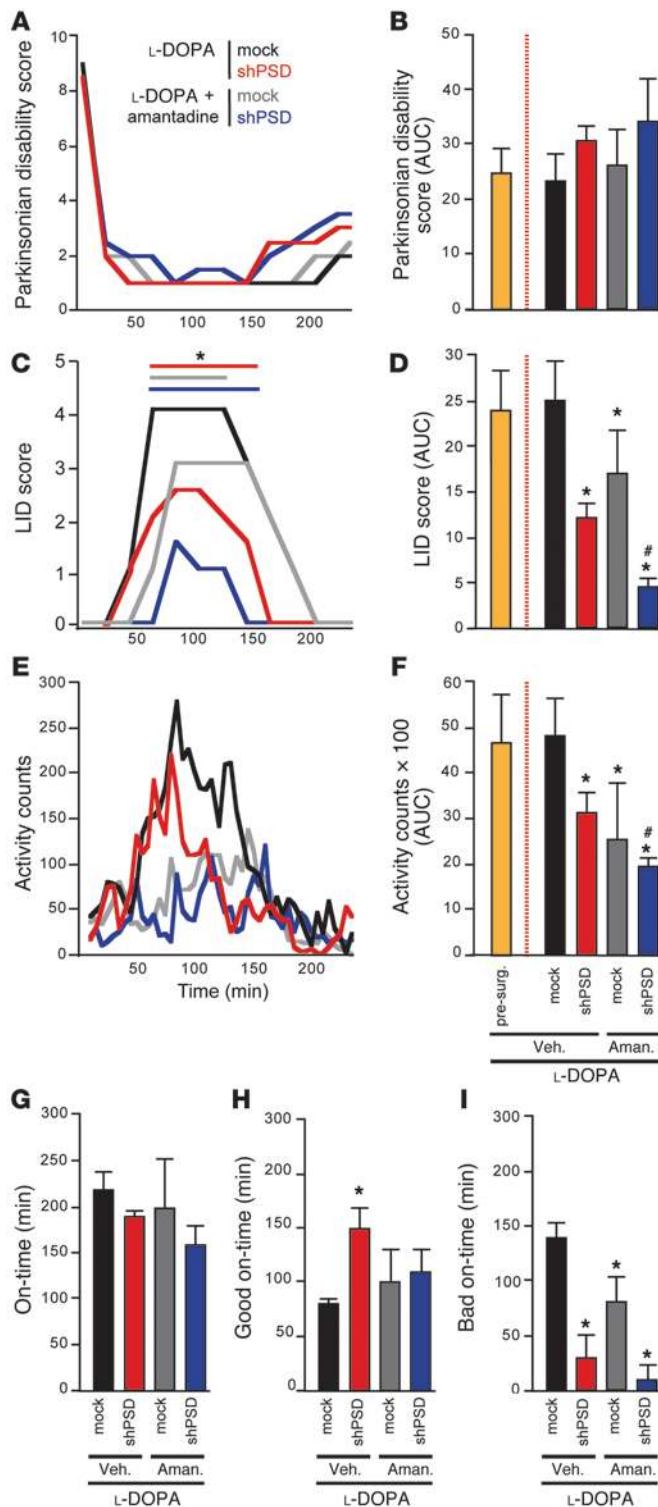 A
Parkinson disability score
10
8
6
4
2
0
50
100
150
200
L-DOPA
mock
shPSD
L-DOPA +
amantadine
mock
shPSD
B
Parkinsonian disability
score (AUC)
50
40
30
20
10
0
C
LID score
5
4
3
2
1
0
*
50
100
150
200
D
LID score (AUC)
30
25
20
15
10
5
0
*
*
#
*
E
Activity counts
300
250
200
150
100
50
0
50
100
150
200
Time (min)
F
Activity counts × 100
(AUC)
60
50
40
30
20
10
0
*
*
#
*
pre-surg.
mock
shPSD
mock
shPSD
Veh.
Aman.
L-DOPA
G
On-time (min)
300
250
200
150
100
50
0
mock
shPSD
mock
shPSD
Veh.
Aman.
L-DOPA
H
Good on-time (min)
300
200
150
100
50
0
*
mock
shPSD
mock
shPSD
Veh.
Aman.
L-DOPA
I
Bad on-time (min)
300
200
150
100
50
0
*
*
*
mock
shPSD
mock
shPSD
Veh.
Aman.
L-DOPA